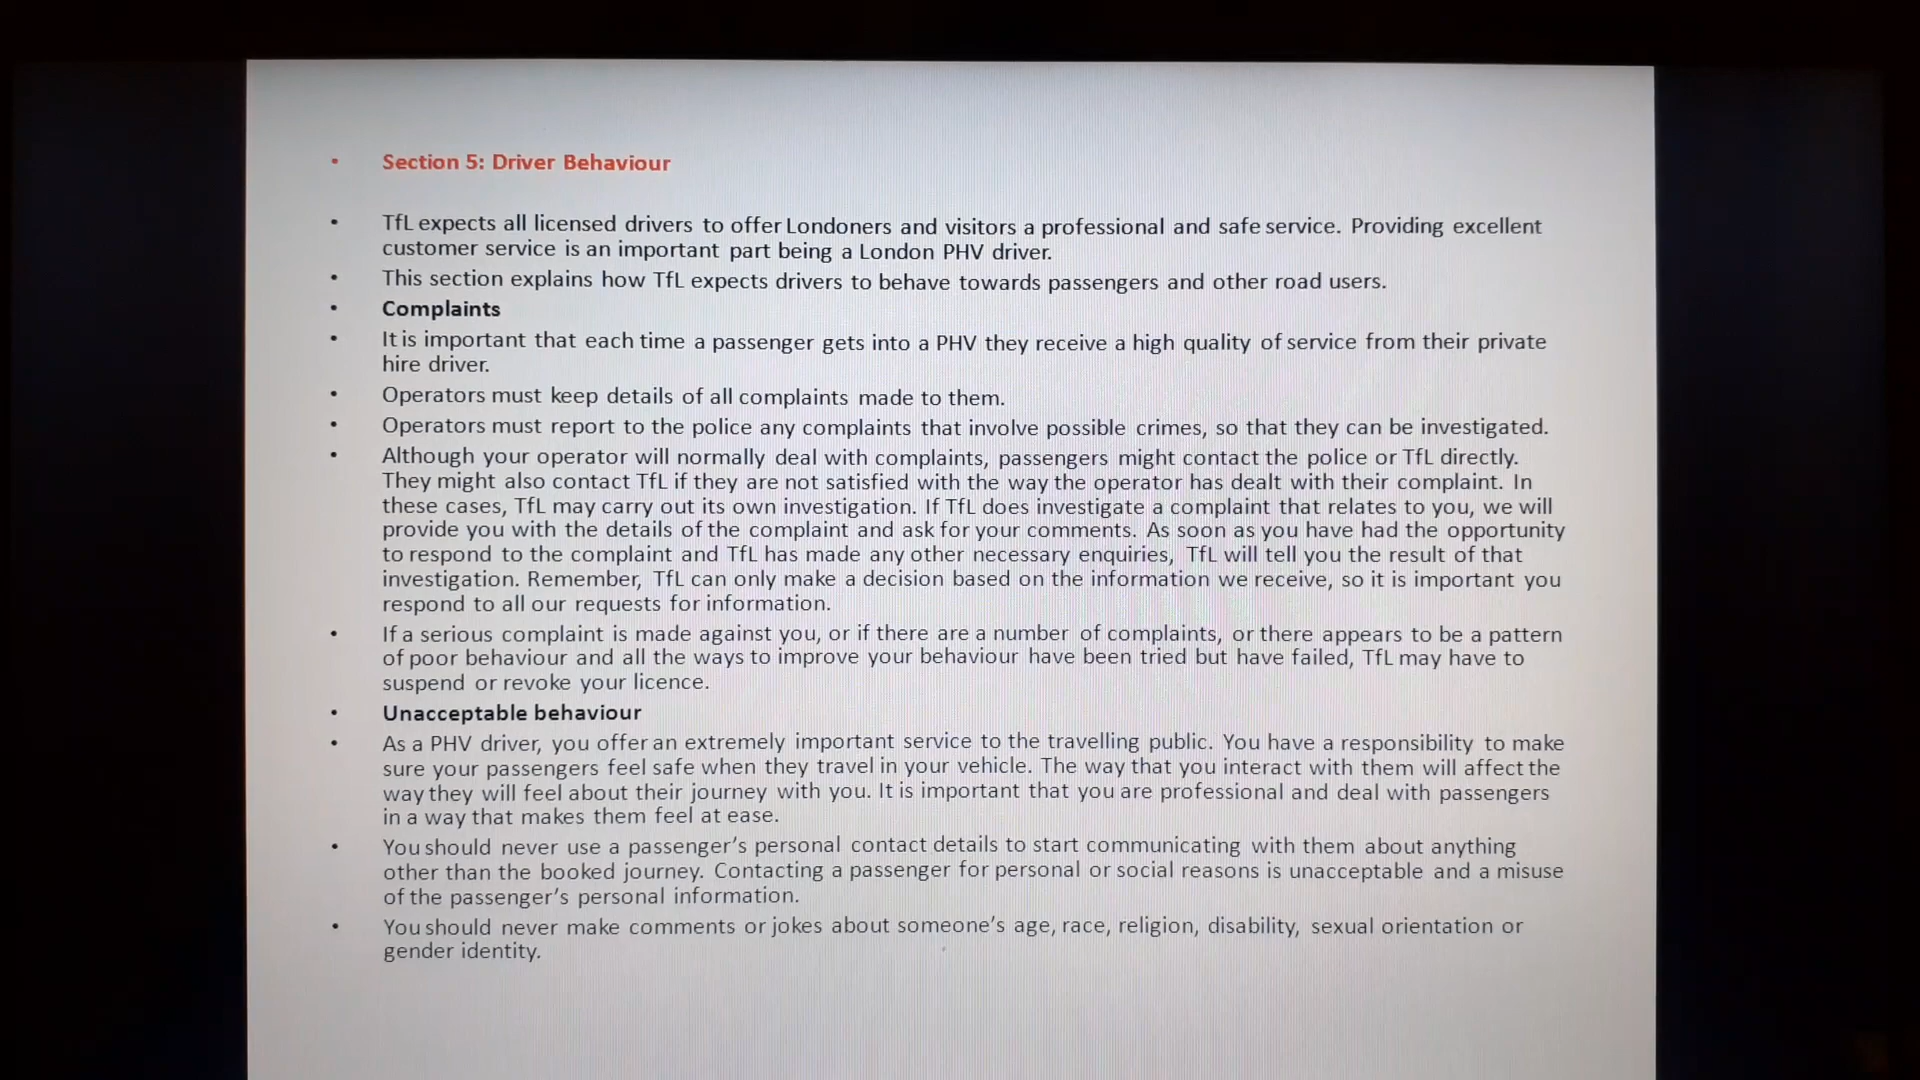 • Section 5: Driver Behaviour
• TfL expects all licensed drivers to offer Londoners and visitors a professional and safe service. Providing excellent
customer service is an important part being a London PHV driver.
• This section explains how TfL expects drivers to behave towards passengers and other road users.
• Complaints
• It is important that each time a passenger gets into a PHV they receive a high quality of service from their private
hire driver.
• Operators must keep details of all complaints made to them.
• Operators must report to the police any complaints that involve possible crimes, so that they can be investigated.
• Although your operator will normally deal with complaints, passengers might contact the police or TfL directly.
They might also contact TfL if they are not satisfied with the way the operator has dealt with their complaint. In
these cases, TfL may carry out its own investigation. If TfL does investigate a complaint that relates to you, we will
provide you with the details of the complaint and ask for your comments. As soon as you have had the opportunity
to respond to the complaint and TfL has made any other necessary enquiries, TfL will tell you the result of that
investigation. Remember, TfL can only make a decision based on the information we receive, so it is important you
respond to all our requests for information.
• If a serious complaint is made against you, or if there are a number of complaints, or there appears to be a pattern
of poor behaviour and all the ways to improve your behaviour have been tried but have failed, TfL may have to
suspend or revoke your licence.
• Unacceptable behaviour
• As a PHV driver, you offer an extremely important service to the travelling public. You have a responsibility to make
sure your passengers feel safe when they travel in your vehicle. The way that you interact with them will affect the
way they will feel about their journey with you. It is important that you are professional and deal with passengers
in a way that makes them feel at ease.
• You should never use a passenger's personal contact details to start communicating with them about anything
other than the booked journey. Contacting a passenger for personal or social reasons is unacceptable and a misuse
of the passenger's personal information.
• You should never make comments or jokes about someone's age, race, religion, disability, sexual orientation or
gender identity.